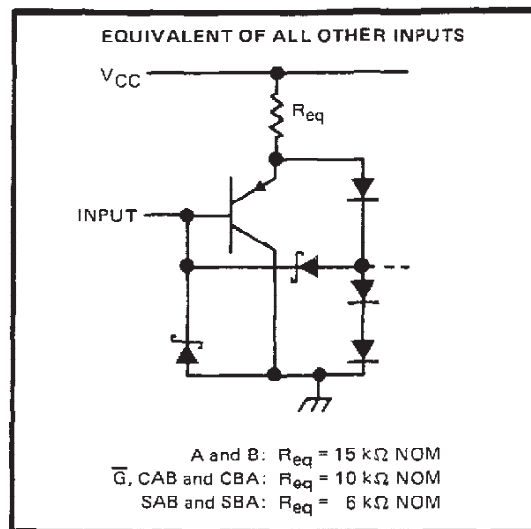 EQUIVALENT OF ALL OTHER INPUTS
VCC
Req
INPUT
A and B: Req = 15 kΩ NOM
G̅, CAB and CBA: Req = 10 kΩ NOM
SAB and SBA: Req = 6 kΩ NOM